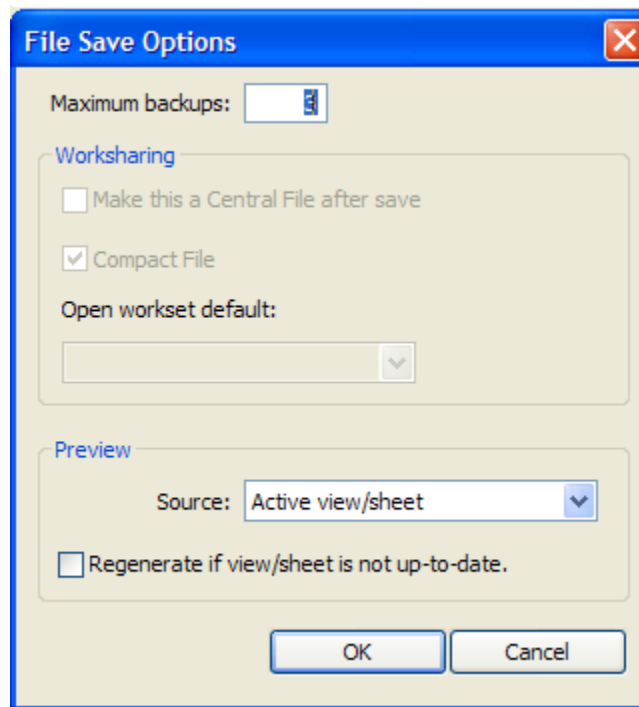 File Save Options
Maximum backups: 3
Worksharing
Make this a Central File after save
Compact File
Open workset default:
Preview
Source: Active view/sheet
Regenerate if view/sheet is not up-to-date.
OK Cancel